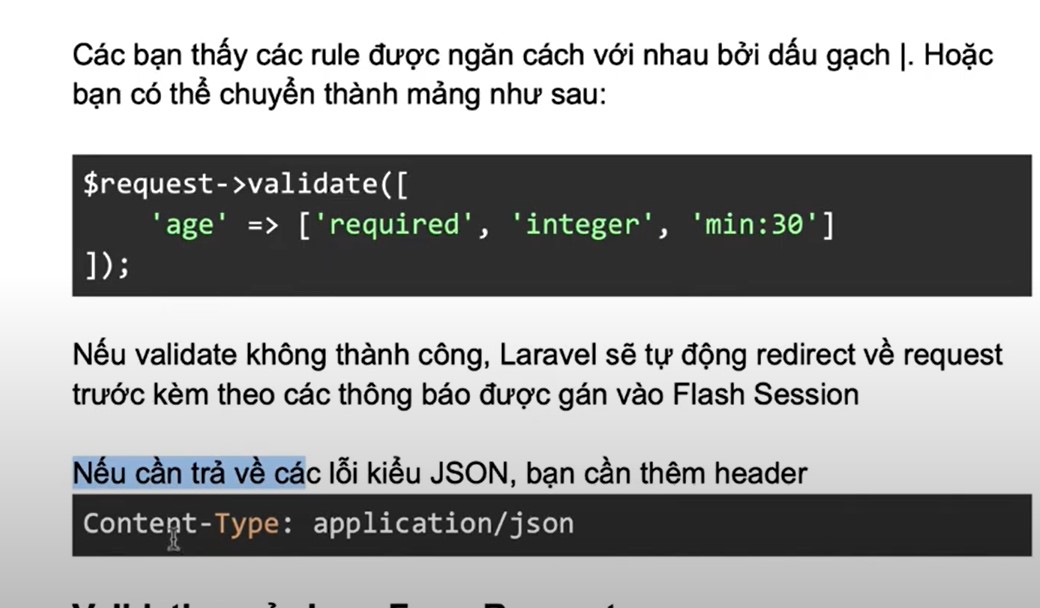 Các bạn thấy các rule được ngăn cách với nhau bởi dấu gạch |. Hoặc
bạn có thể chuyển thành mảng như sau:
$request->validate([
'age' => ['required', 'integer', 'min:30']
]);
Nếu validate không thành công, Laravel sẽ tự động redirect về request
trước kèm theo các thông báo được gán vào Flash Session
Nếu cần trả về các lỗi kiểu JSON, bạn cần thêm header
Content-Type: application/json